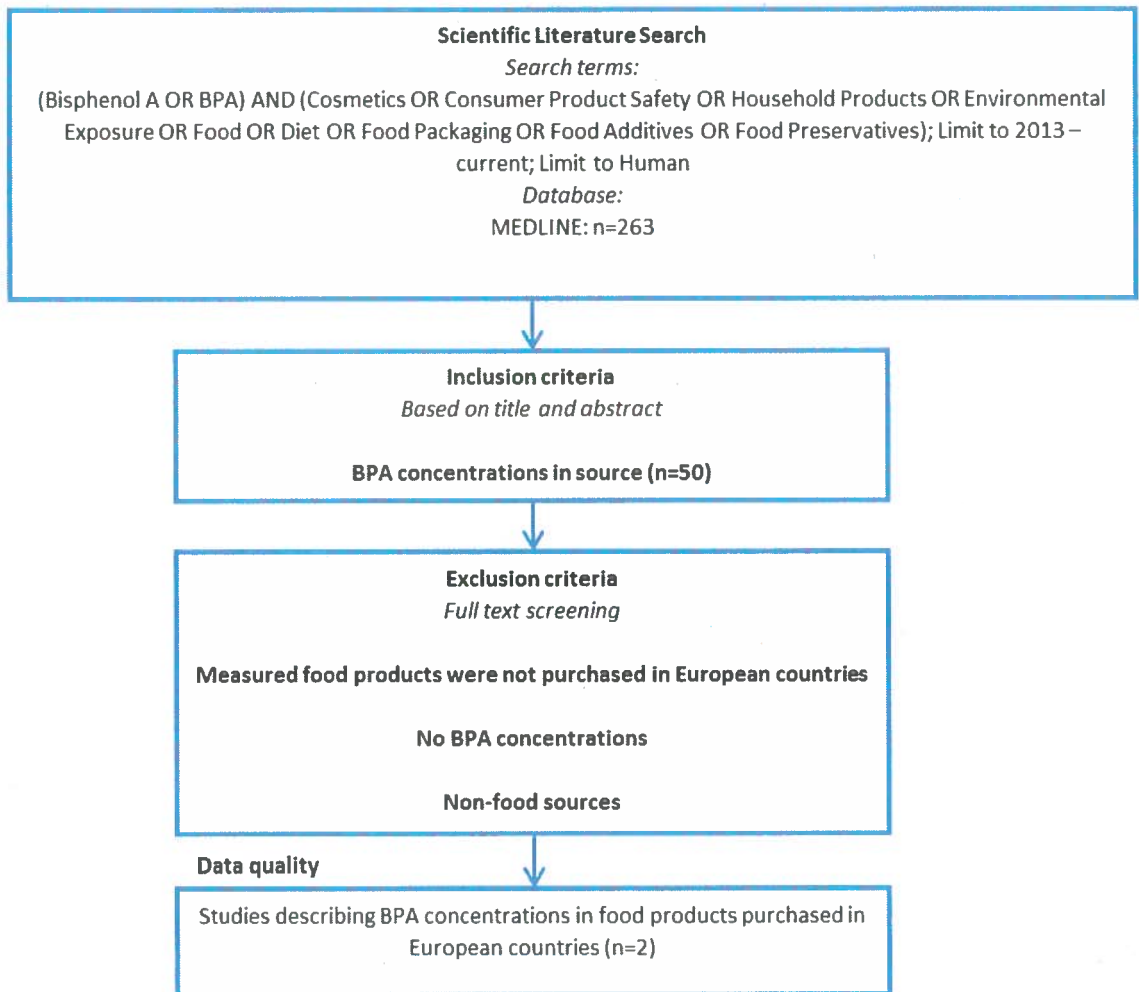 Scientific Literature Search
Search terms:
(Bisphenol A OR BPA) AND (Cosmetics OR Consumer Product Safety OR Household Products OR Environmental
Exposure OR Food OR Diet OR Food Packaging OR Food Additives OR Food Preservatives); Limit to 2013 –
current; Limit to Human
Database:
MEDLINE: n=263
Inclusion criteria
Based on title and abstract
BPA concentrations in source (n=50)
Exclusion criteria
Full text screening
Measured food products were not purchased in European countries
No BPA concentrations
Non-food sources
Data quality
Studies describing BPA concentrations in food products purchased in
European countries (n=2)